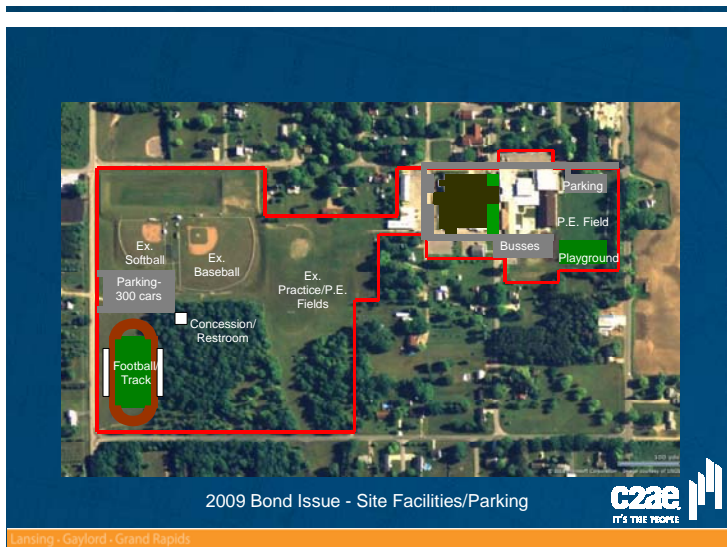 Parking
P.E. Field
Busses
Playground
Ex.
Softball
Ex.
Baseball
Ex.
Practice/P.E.
Fields
Parking-
300 cars
Concession/
Restroom
Football/
Track
2009 Bond Issue - Site Facilities/Parking
C2AE
IT'S THE PEOPLE
Lansing • Gaylord • Grand Rapids